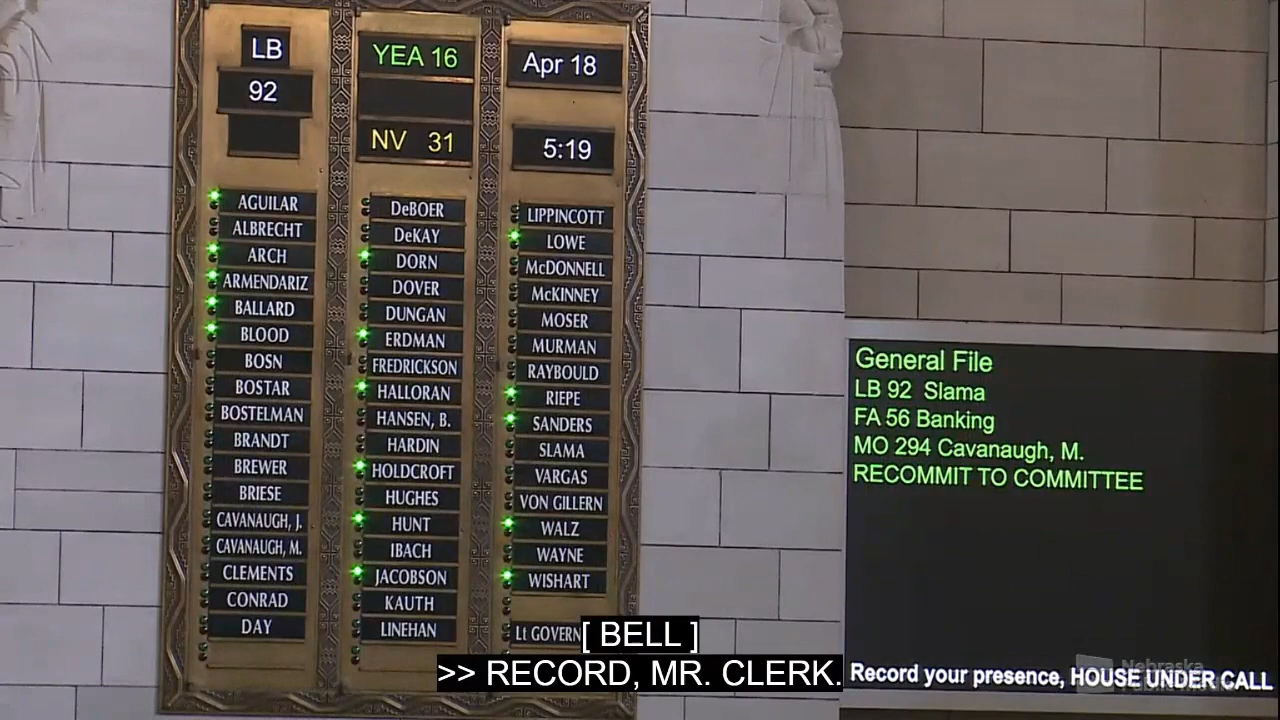 LB
92
YEA 16
NV 31
Apr 18
5:19
AGUILAR
ALBRECHT
ARCH
ARMENDARIZ
BALLARD
BLOOD
BOSN
BOSTAR
BOSTELMAN
BRANDT
BREWER
BRIESE
CAVANAUGH, J.
CAVANAUGH, M.
CLEMENTS
CONRAD
DAY
DeBOER
DeKAY
DORN
DOVER
DUNGAN
ERDMAN
FREDRICKSON
HALLORAN
HANSEN, B.
HARDIN
HOLDCROFT
HUGHES
HUNT
IBACH
JACOBSON
KAUTH
LINEHAN
LIPPINCOTT
LOWE
McDONNELL
McKINNEY
MOSER
MURMAN
RAYBOULD
RIEPE
SANDERS
SLAMA
VARGAS
VON GILLERN
WALZ
WAYNE
WISHART
Lt GOVERN
General File
LB 92 Slama
FA 56 Banking
MO 294 Cavanaugh, M.
RECOMMIT TO COMMITTEE
Record your presence, HOUSE UNDER CALL
Nebraska
[ BELL ]
>> RECORD, MR. CLERK.